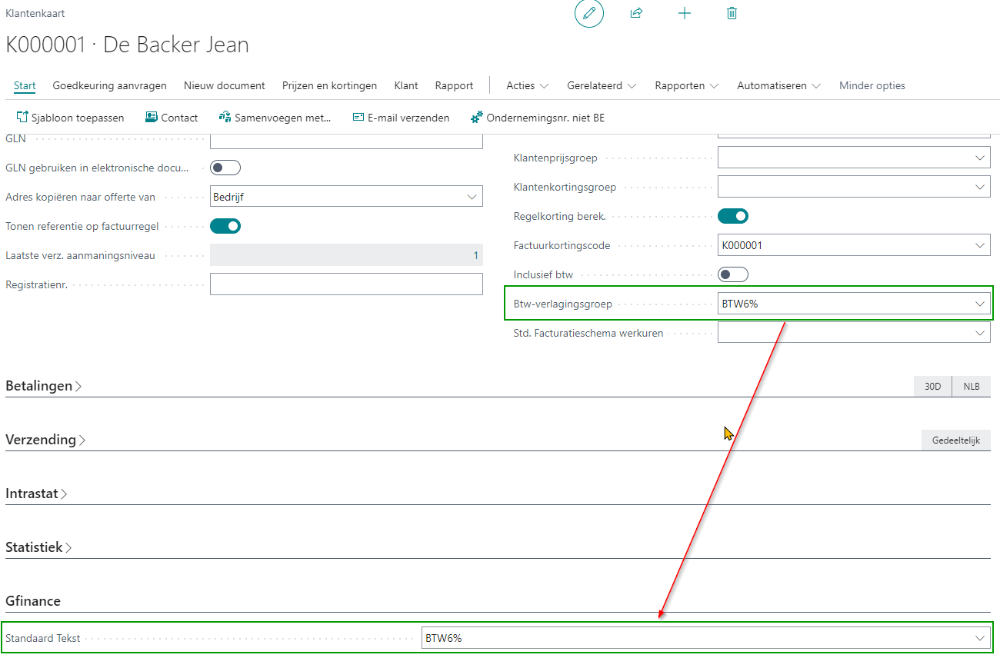 Klantenkaart
K000001 · De Backer Jean
Start Goedkeuring aanvragen Nieuw document Prijzen en kortingen Klant Rapport Acties Gerelateerd Rapporten Automatiseren Minder opties
Sjabloon toepassen Contact Samenvoegen met... E-mail verzenden Ondernemingsnr. niet BE
GLN
GLN gebruiken in elektronische docu...
Adres kopiëren naar offerte van Bedrijf
Tonen referentie op factuurregel
Laatste verz. aanmaningsniveau 1
Registratienr.
Klantenprijsgroep
Klantenkortingsgroep
Regelkorting berek.
Factuurkortingscode K000001
Inclusief btw
Btw-verlagingsgroep BTW6%
Std. Facturatieschema werkuren
Betalingen 30D NLB
Verzending Gedeeltelijk
Intrastat
Statistiek
Gfinance
Standaard Tekst BTW6%